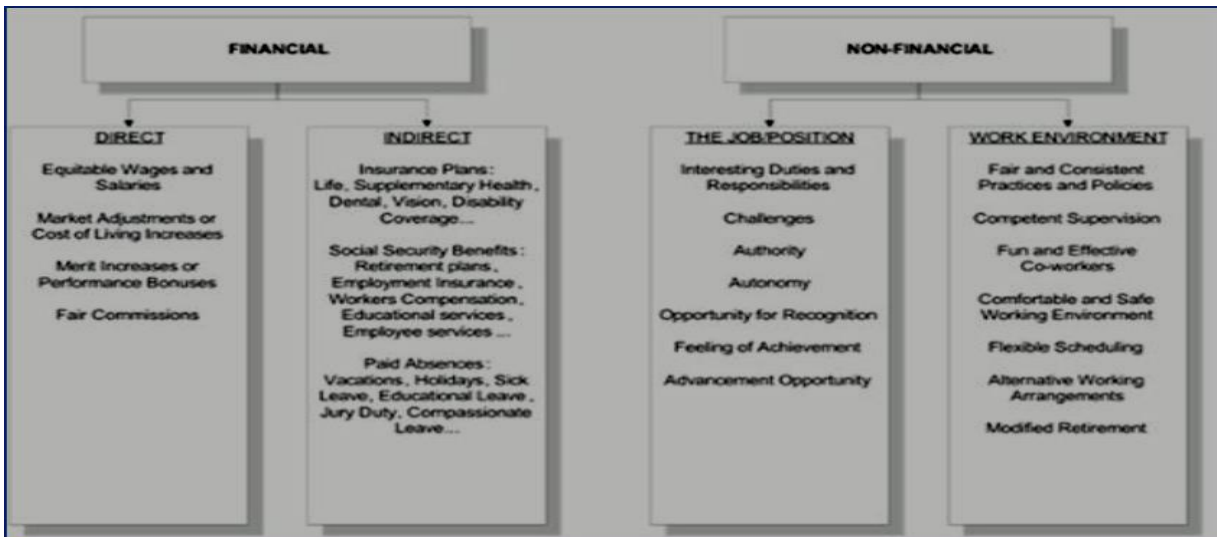 FINANCIAL
NON-FINANCIAL
DIRECT
Equitable Wages and
Salaries
Market Adjustments or
Cost of Living Increases
Merit Increases or
Performance Bonuses
Fair Commissions
INDIRECT
Insurance Plans:
Life, Supplementary Health,
Dental, Vision, Disability
Coverage...
Social Security Benefits:
Retirement plans,
Employment Insurance,
Workers Compensation,
Educational services,
Employee services ...
Paid Absences:
Vacations, Holidays, Sick
Leave, Educational Leave,
Jury Duty, Compassionate
Leave...
THE JOB/POSITION
Interesting Duties and
Responsibilities
Challenges
Authority
Autonomy
Opportunity for Recognition
Feeling of Achievement
Advancement Opportunity
WORK ENVIRONMENT
Fair and Consistent
Practices and Policies
Competent Supervision
Fun and Effective
Co-workers
Comfortable and Safe
Working Environment
Flexible Scheduling
Alternative Working
Arrangements
Modified Retirement